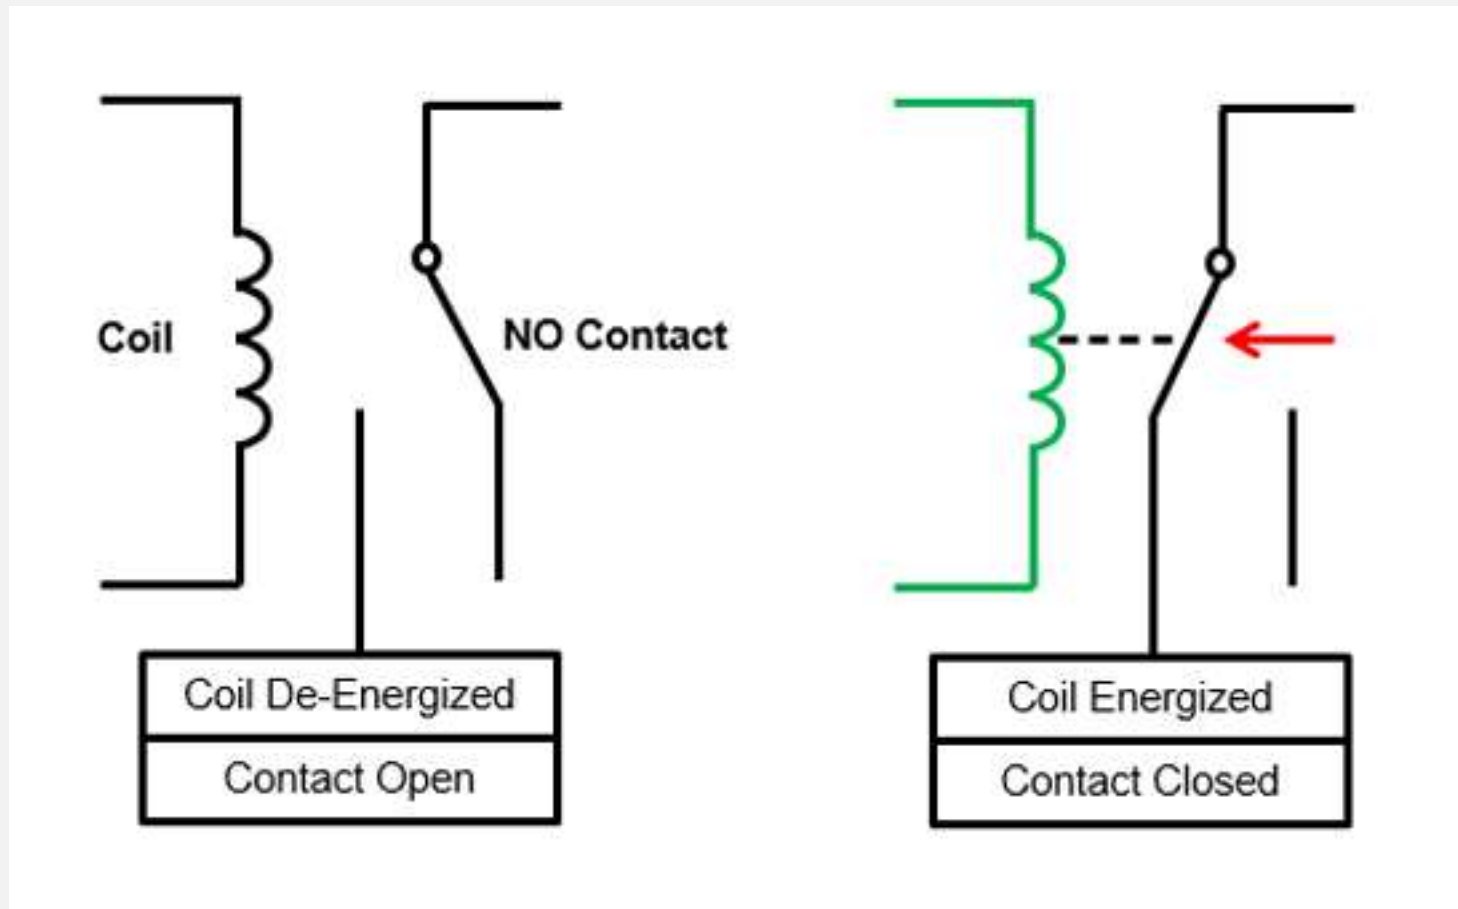 Coil
NO Contact
Coil De-Energized
Contact Open
Coil Energized
Contact Closed